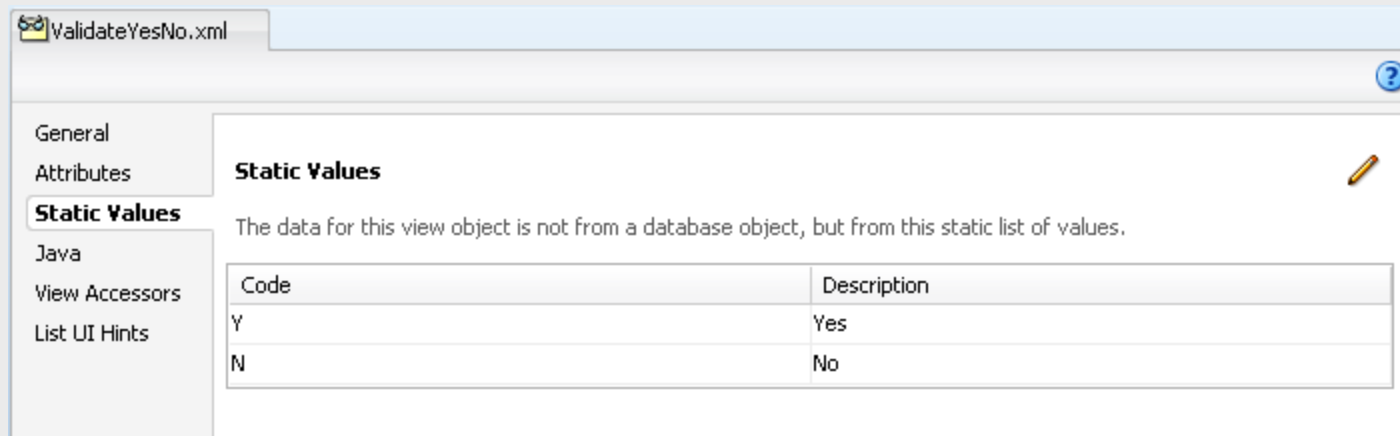 ValidateYesNo.xml
?
General
Attributes
Static Values
Java
View Accessors
List UI Hints
Static Values
The data for this view object is not from a database object, but from this static list of values.
Code Description
Y Yes
N No